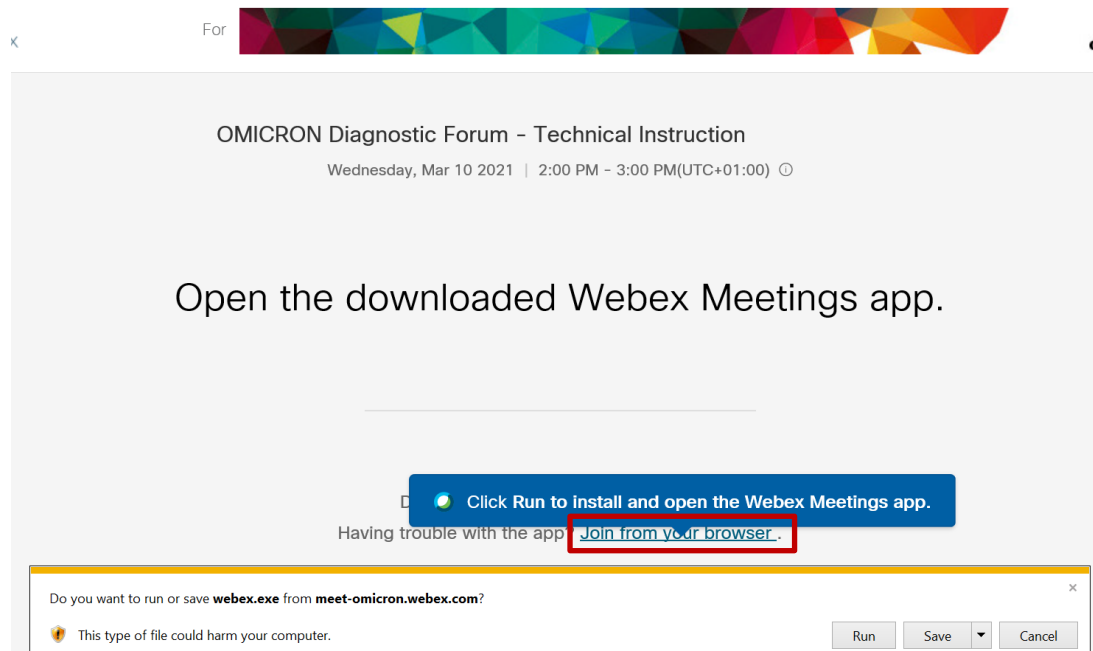 For
OMICRON Diagnostic Forum - Technical Instruction
Wednesday, Mar 10 2021 | 2:00 PM - 3:00 PM(UTC+01:00)
Open the downloaded Webex Meetings app.
Click Run to install and open the Webex Meetings app.
Having trouble with the app? Join from your browser .
Do you want to run or save webex.exe from meet-omicron.webex.com?
This type of file could harm your computer.
Run Save Cancel